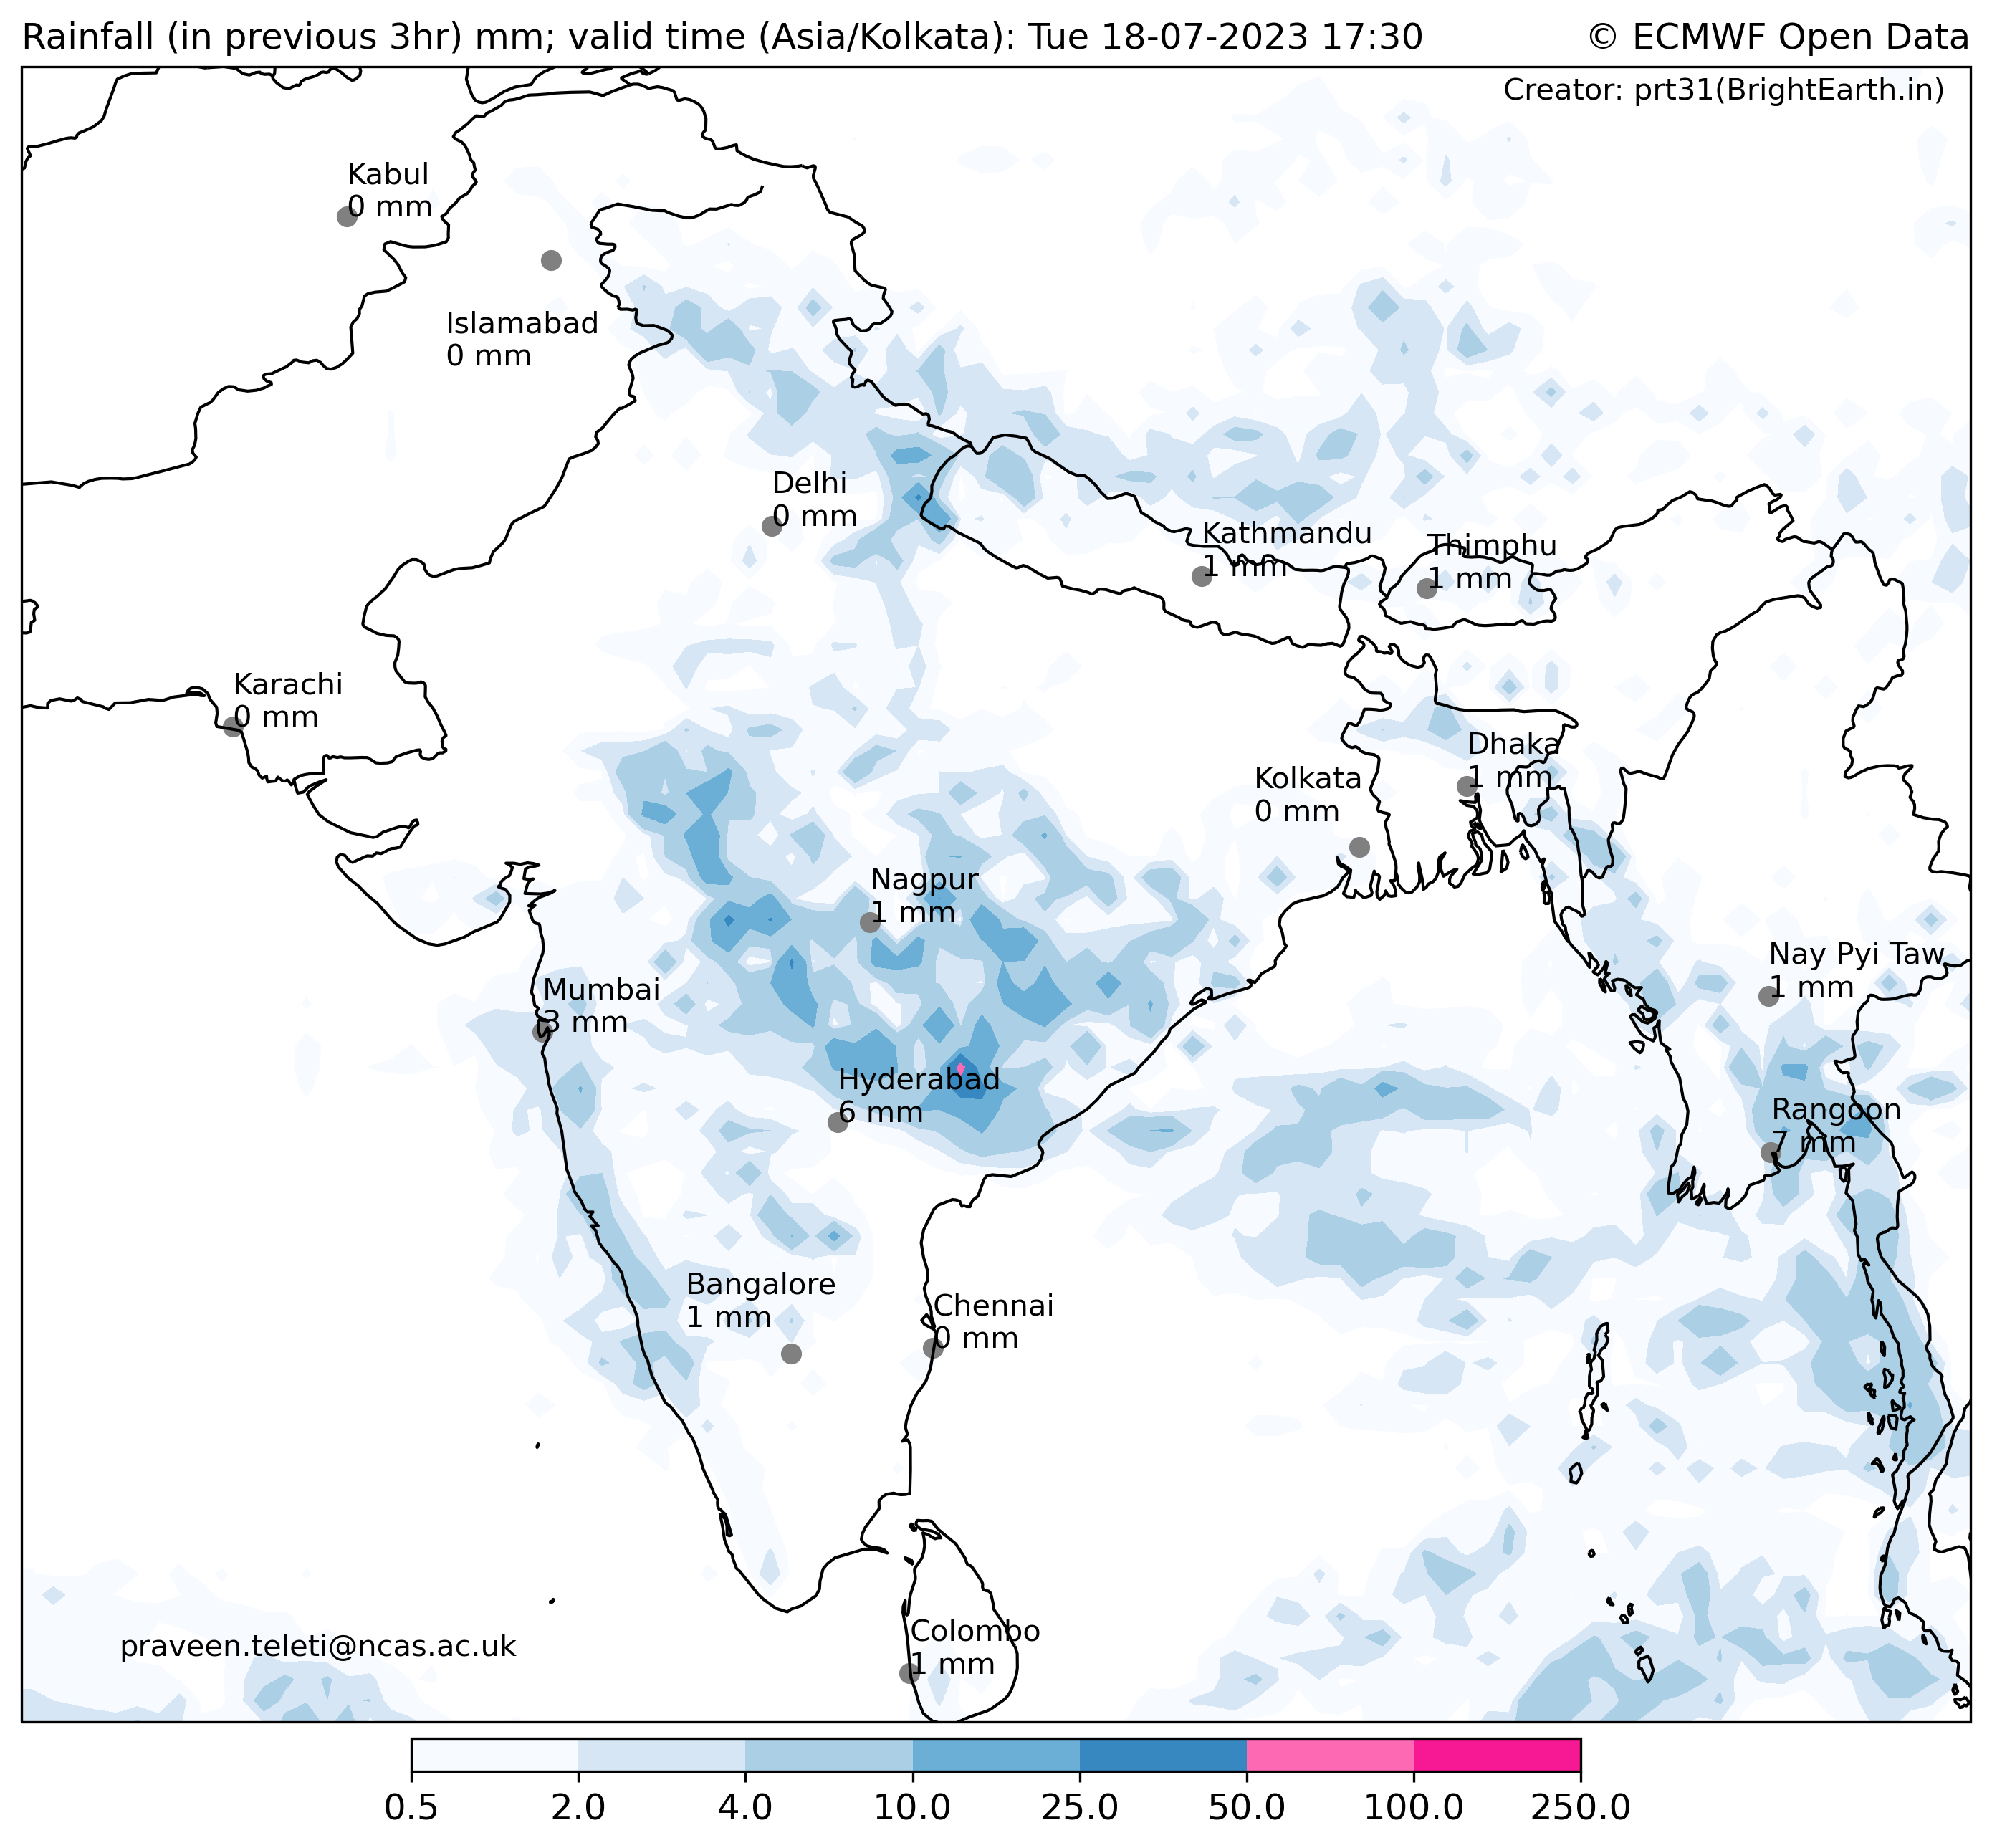 Rainfall (in previous 3hr) mm; valid time (Asia/Kolkata): Tue 18-07-2023 17:30
© ECMWF Open Data
Creator: prt31(BrightEarth.in)
Kabul
0 mm
Islamabad
0 mm
Delhi
0 mm
Kathmandu
1 mm
Thimphu
1 mm
Karachi
0 mm
Dhaka
1 mm
Kolkata
0 mm
Nagpur
1 mm
Nay Pyi Taw
1 mm
Mumbai
3 mm
Hyderabad
6 mm
Rangoon
7 mm
Bangalore
1 mm
Chennai
0 mm
Colombo
1 mm
praveen.teleti@ncas.ac.uk
0.5 2.0 4.0 10.0 25.0 50.0 100.0 250.0